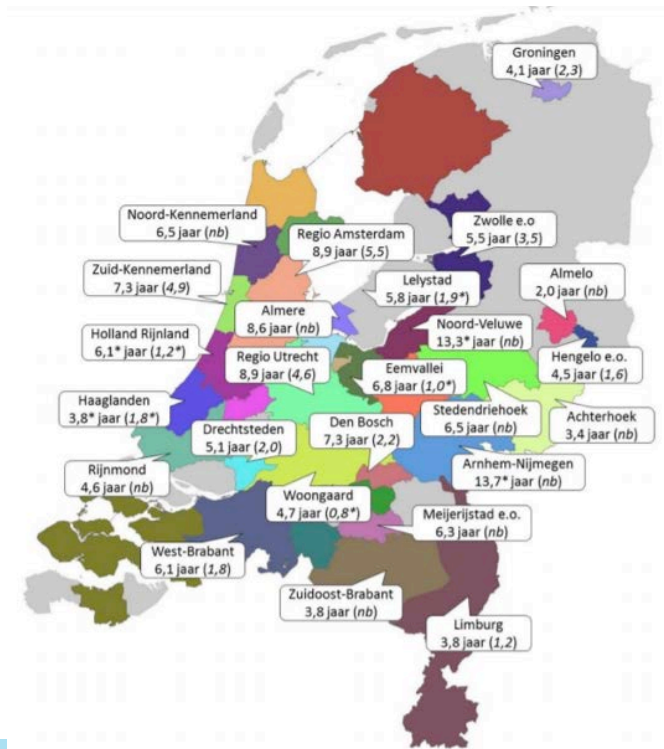 Groningen
4,1 jaar (2,3)
Noord-Kennemerland
6,5 jaar (nb)
Regio Amsterdam
8,9 jaar (5,5)
Zwolle e.o
5,5 jaar (3,5)
Zuid-Kennemerland
7,3 jaar (4,9)
Lelystad
5,8 jaar (1,9*)
Almelo
2,0 jaar (nb)
Almere
8,6 jaar (nb)
Noord-Veluwe
13,3* jaar (nb)
Holland Rijnland
6,1* jaar (1,2*)
Regio Utrecht
8,9 jaar (4,6)
Eemvallei
6,8 jaar (1,0*)
Hengelo e.o.
4,5 jaar (1,6)
Haaglanden
3,8* jaar (1,8*)
Drechtsteden
5,1 jaar (2,0)
Den Bosch
7,3 jaar (2,2)
Stedendriehoek
6,5 jaar (nb)
Achterhoek
3,4 jaar (nb)
Rijnmond
4,6 jaar (nb)
Arnhem-Nijmegen
13,7* jaar (nb)
Woongaard
4,7 jaar (0,8*)
Meijerijstad e.o.
6,3 jaar (nb)
West-Brabant
6,1 jaar (1,8)
Zuidoost-Brabant
3,8 jaar (nb)
Limburg
3,8 jaar (1,2)